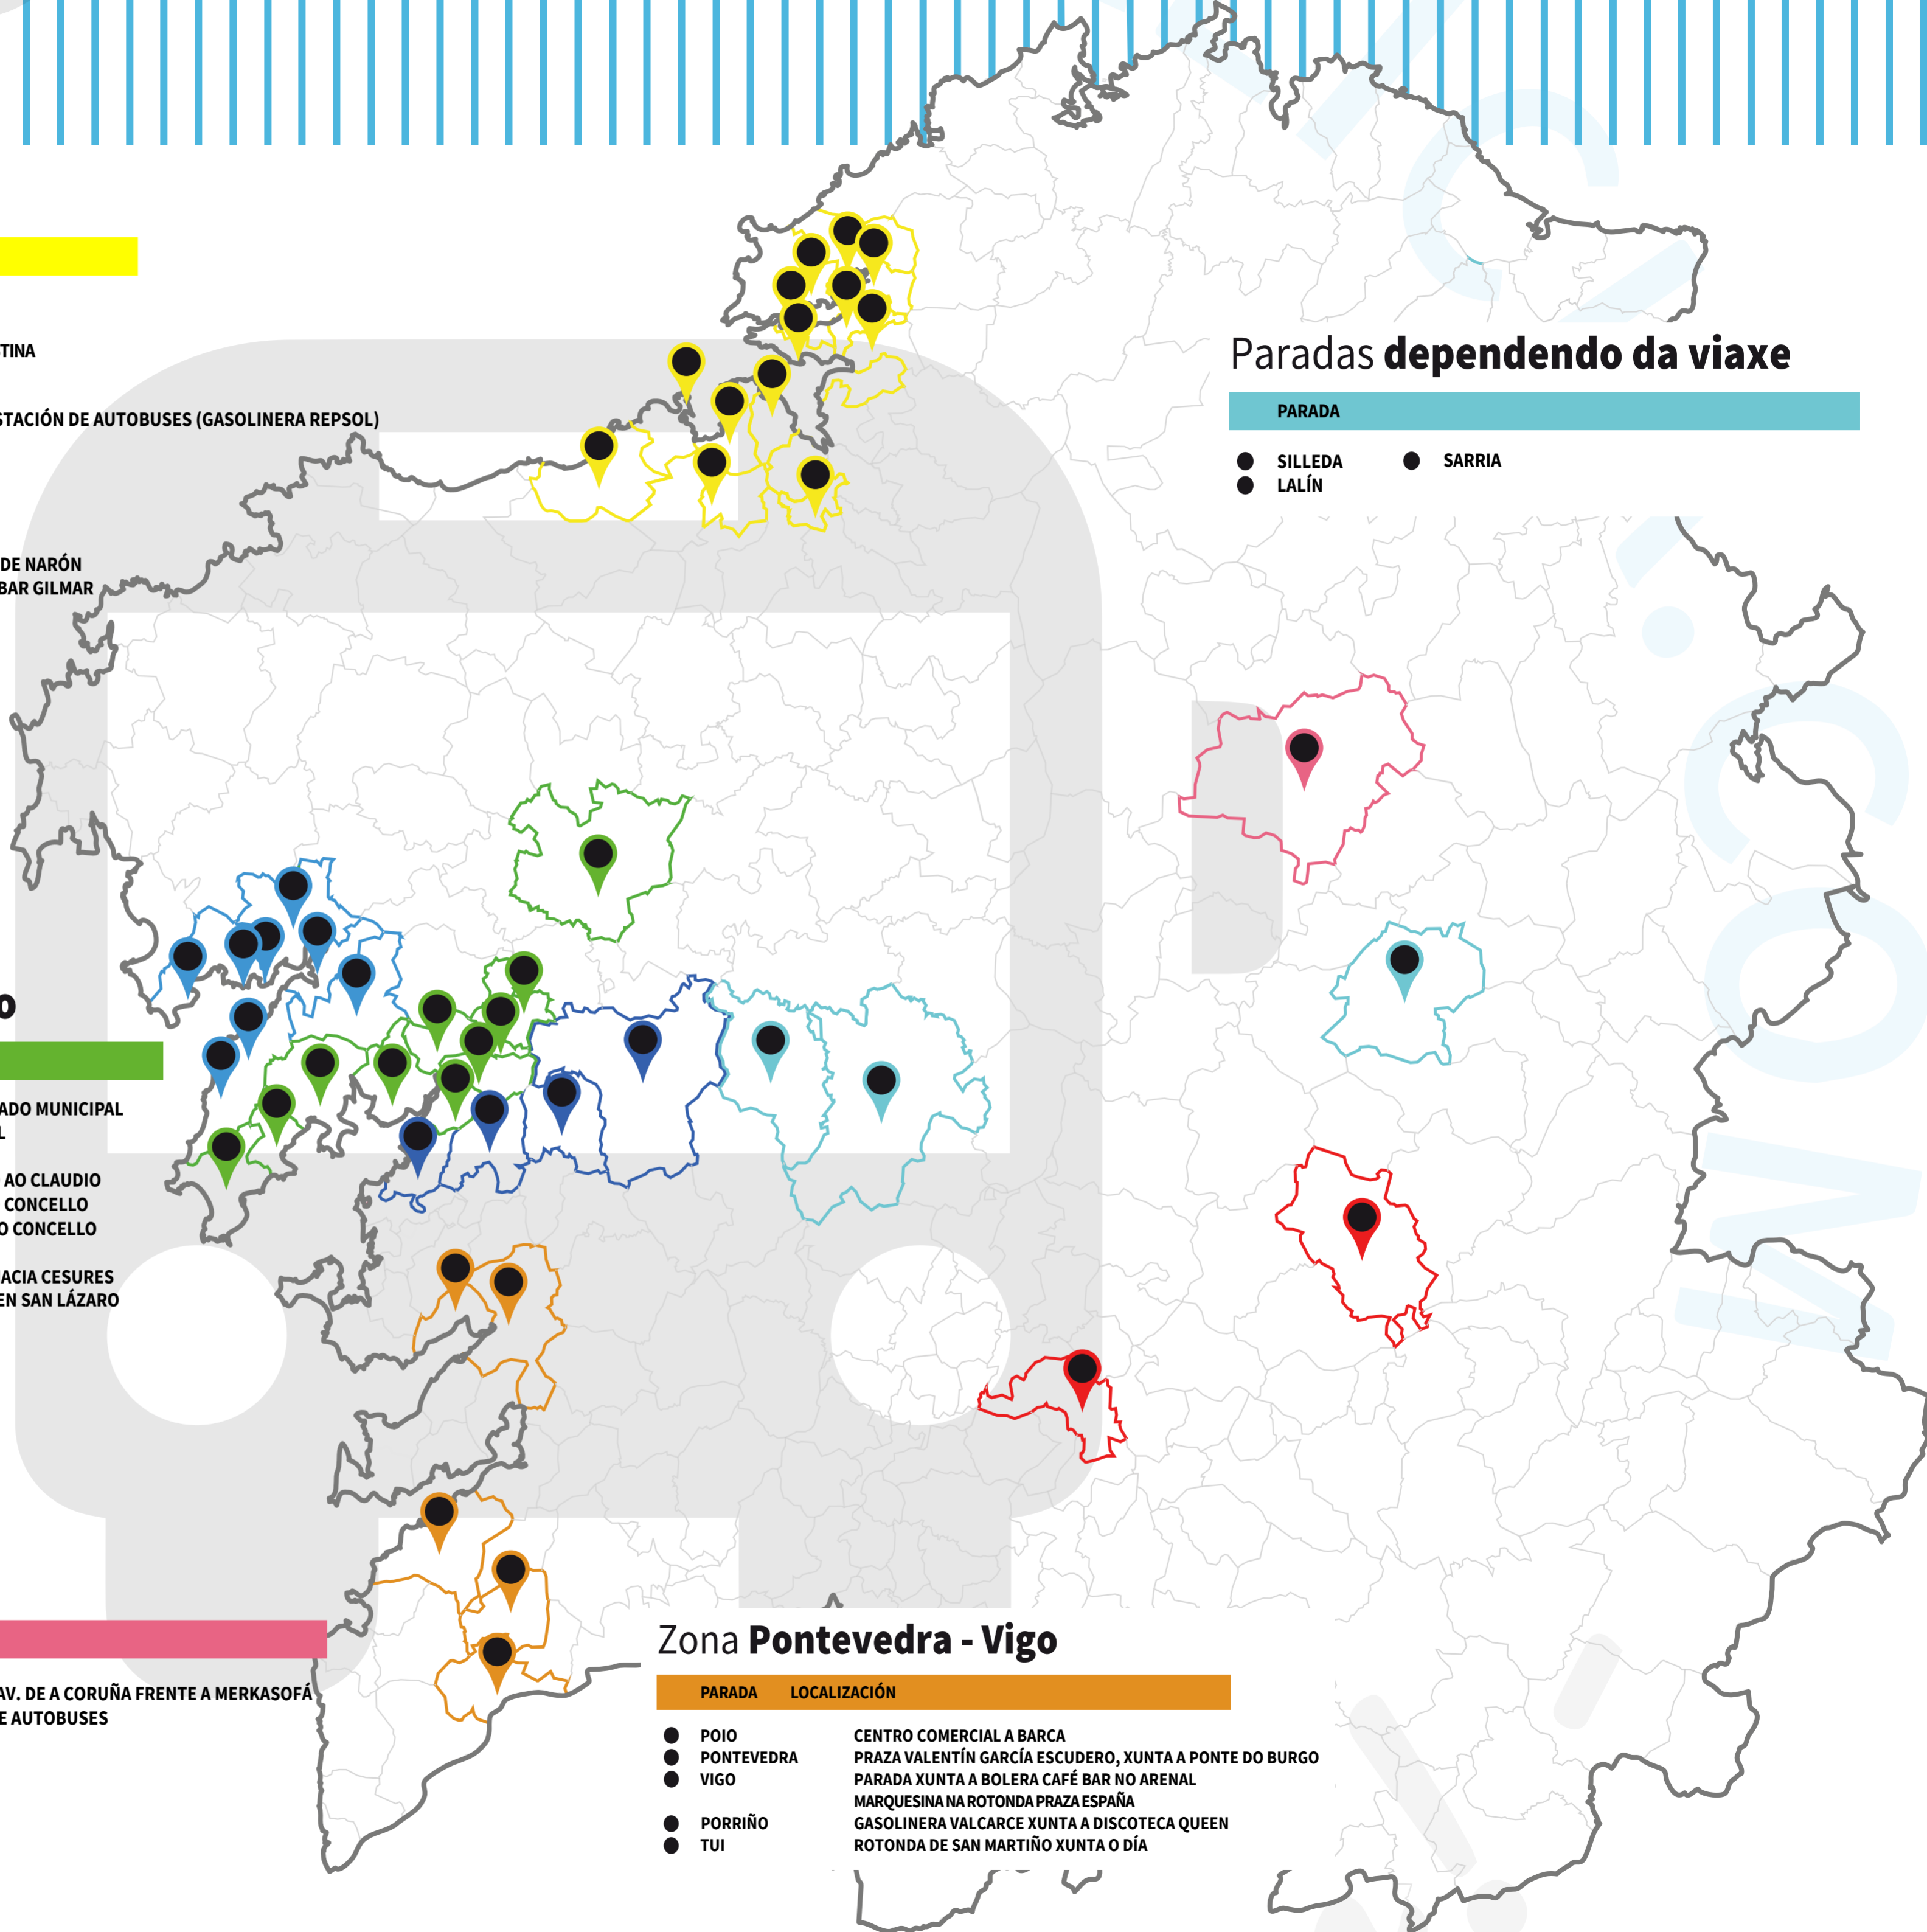 TINA
STACIÓN DE AUTOBUSES (GASOLINERA REPSOL)
DE NARÓN
BAR GILMAR
O
ADO MUNICIPAL
L
AO CLAUDIO
CONCELLO
O CONCELLO
ACIA CESURES
EN SAN LÁZARO
AV. DE A CORUÑA FRENTE A MERKASOFÁ
E AUTOBUSES
Paradas dependendo da viaxe
PARADA
SILLEDA SARRIA
LALÍN
Zona Pontevedra - Vigo
PARADA LOCALIZACIÓN
POIO CENTRO COMERCIAL A BARCA
PONTEVEDRA PRAZA VALENTÍN GARCÍA ESCUDERO, XUNTA A PONTE DO BURGO
VIGO PARADA XUNTA A BOLERA CAFÉ BAR NO ARENAL
MARQUESINA NA ROTONDA PRAZA ESPAÑA
PORRIÑO GASOLINERA VALCARCE XUNTA A DISCOTECA QUEEN
TUI ROTONDA DE SAN MARTIÑO XUNTA O DÍA